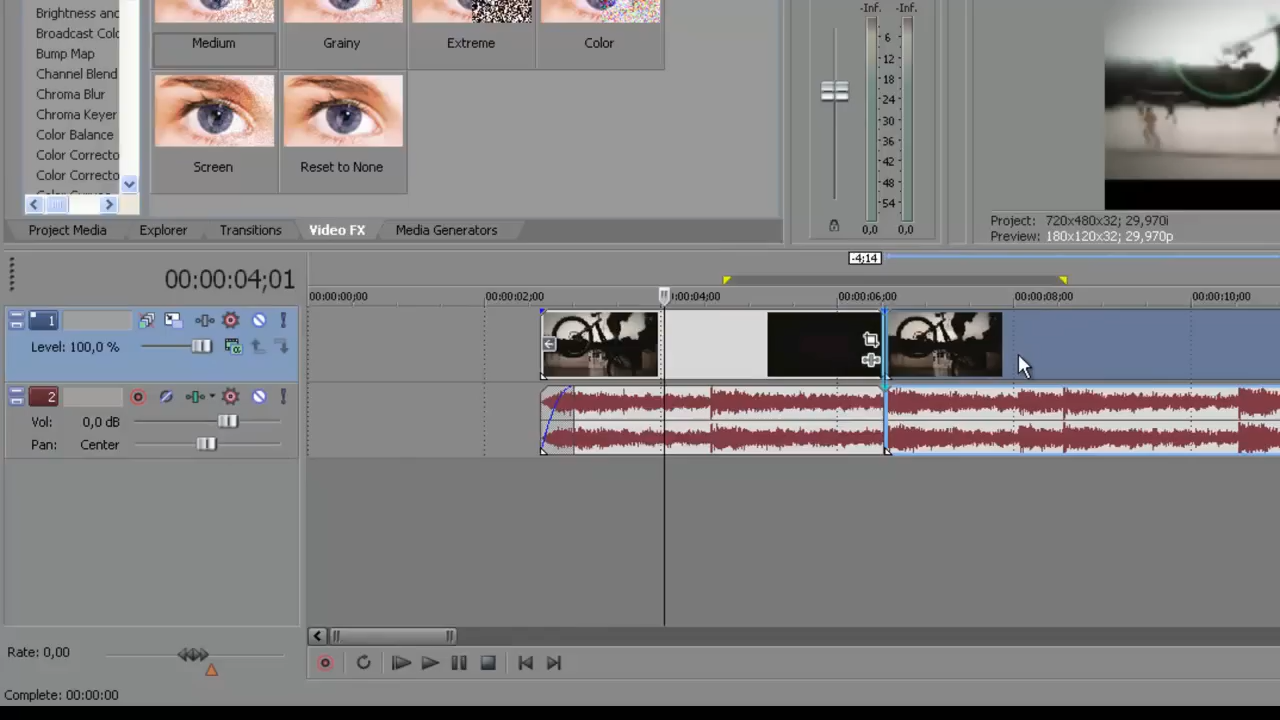 Brightness and
Broadcast Colo
Bump Map
Channel Blend
Chroma Blur
Chroma Keyer
Color Balance
Color Correcto
Color Correcto
Medium
Grainy
Extreme
Color
Screen
Reset to None
-Inf. -Inf.
6
12
18
24
30
36
42
48
54
0,0 0,0
Project: 720x480x32; 29,970i
Preview: 180x120x32; 29,970p
Project Media Explorer Transitions Video FX Media Generators
-4;14
00:00:04;01
00:00:00;00 00:00:02;00 :00:04;00 00:00:06;00 00:00:08;00 00:00:10;00
1
Level: 100,0 %
2
Vol: 0,0 dB
Pan: Center
Rate: 0,00
Complete: 00:00:00